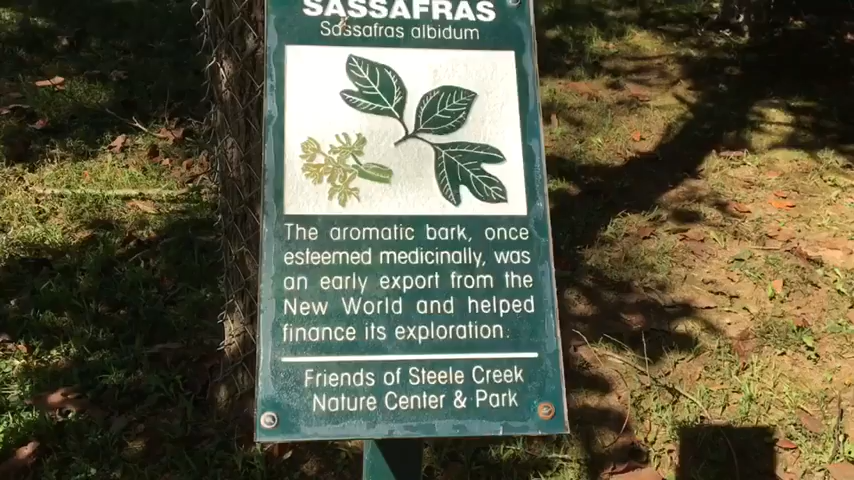 SASSAFRAS
Sassafras albidum
The aromatic bark, once
esteemed medicinally, was
an early export from the
New World and helped
finance its exploration.
Friends of Steele Creek
Nature Center & Park